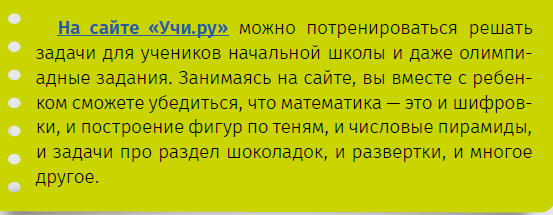 На сайте «Учи.ру» можно потренироваться решать
задачи для учеников начальной школы и даже олимпи-
адные задания. Занимаясь на сайте, вы вместе с ребен-
ком сможете убедиться, что математика — это и шифров-
ки, и построение фигур по теням, и числовые пирамиды,
и задачи про раздел шоколадок, и развертки, и многое
другое.